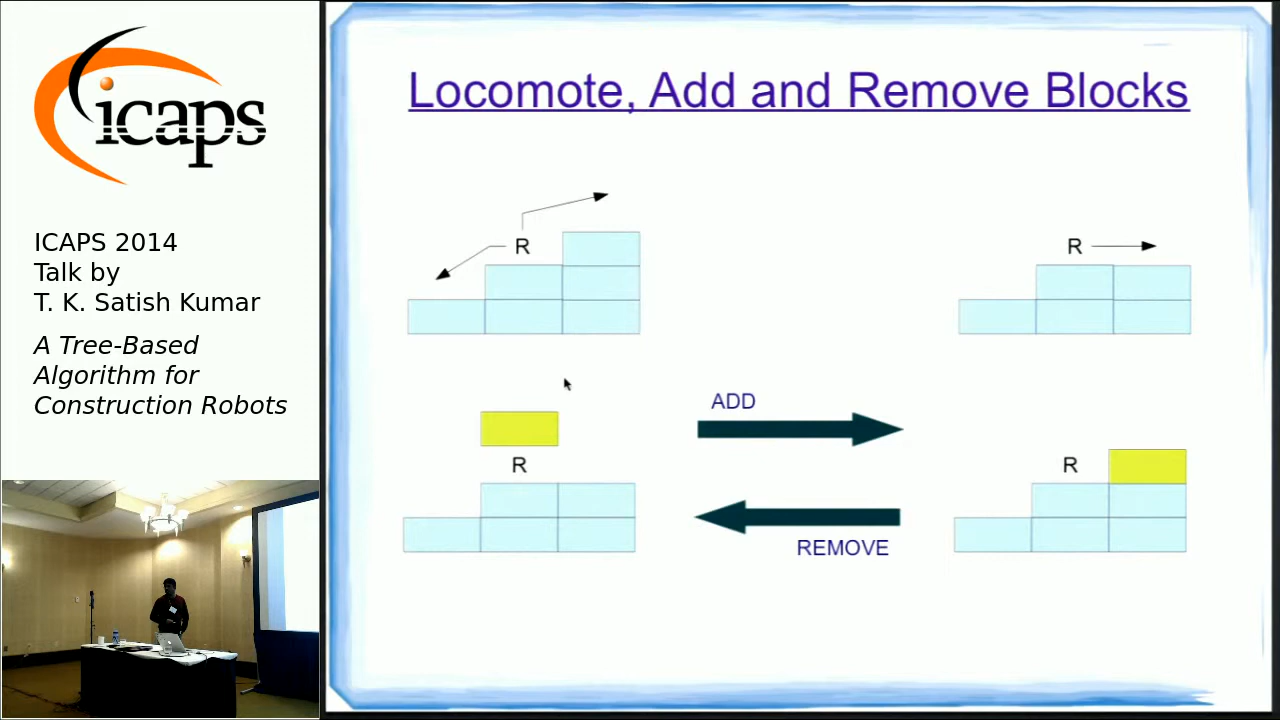 icaps
ICAPS 2014
Talk by
T. K. Satish Kumar
A Tree-Based
Algorithm for
Construction Robots
Locomote, Add and Remove Blocks
R
R
ADD
R
R
REMOVE